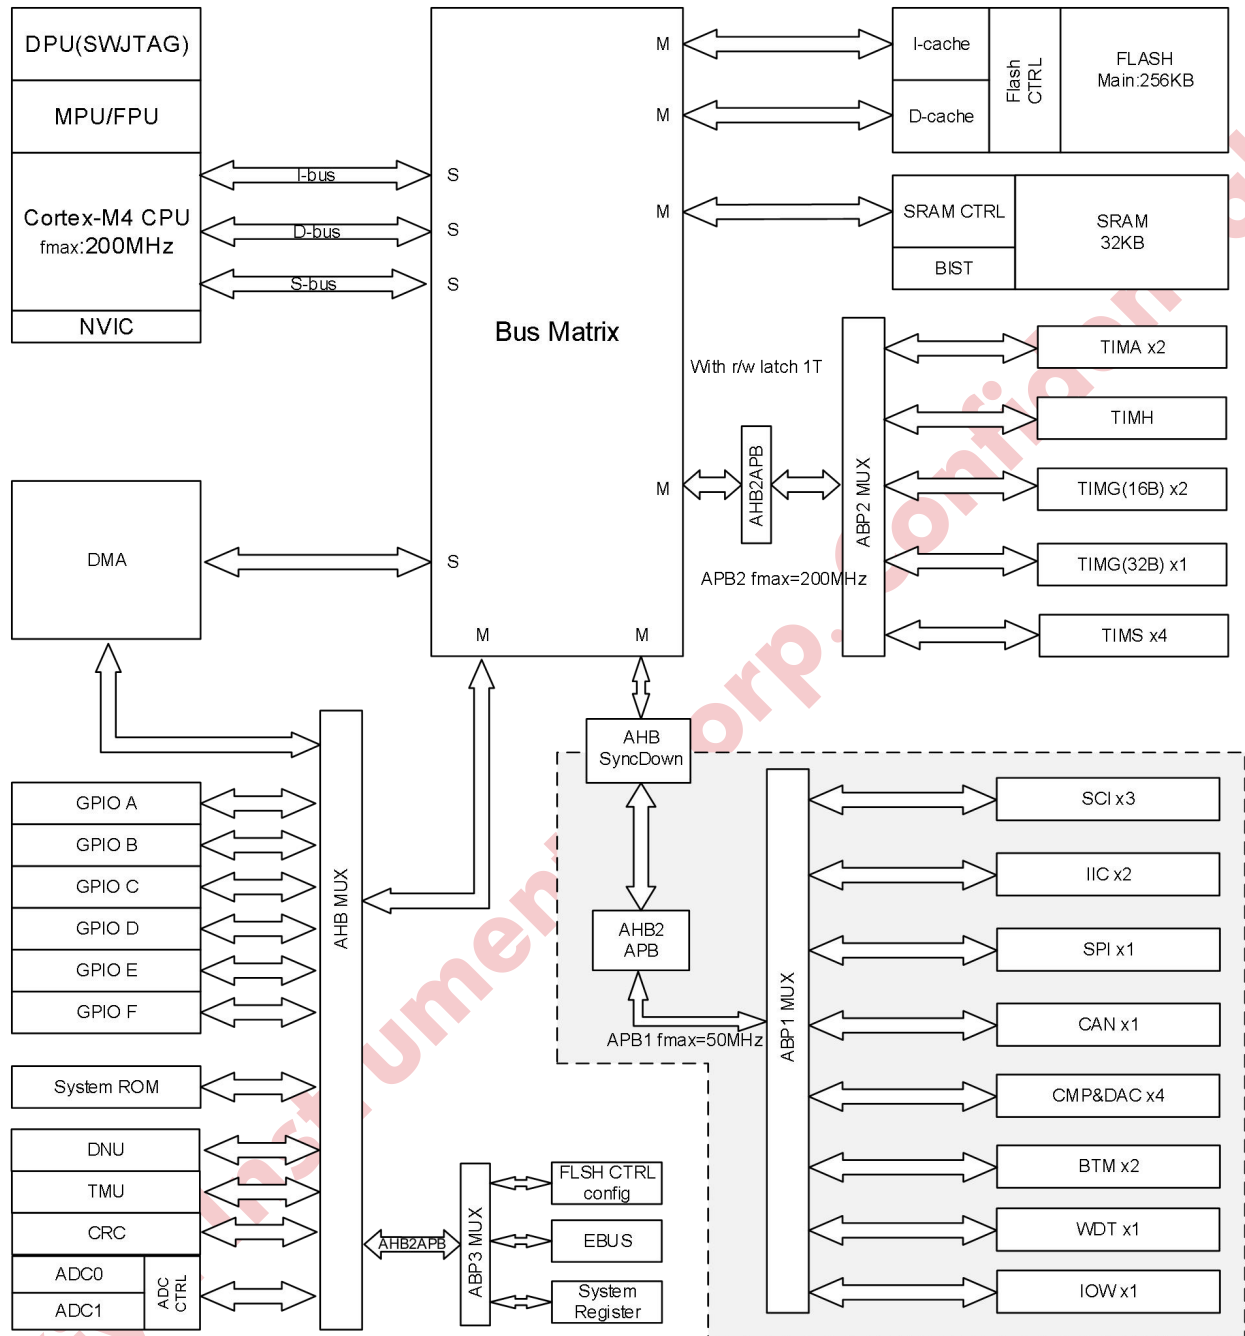 DPU(SWJTAG)
MPU/FPU
Cortex-M4 CPU
fmax:200MHz
NVIC
I-bus
D-bus
S-bus
S
S
S
Bus Matrix
M
M
M
I-cache
D-cache
Flash
CTRL
FLASH
Main:256KB
SRAM CTRL
BIST
SRAM
32KB
With r/w latch 1T
M
AHB2APB
ABP2 MUX
APB2 fmax=200MHz
TIMA x2
TIMH
TIMG(16B) x2
TIMG(32B) x1
TIMS x4
DMA
S
M
M
AHB
SyncDown
AHB2
APB
APB1 fmax=50MHz
ABP1 MUX
SCI x3
IIC x2
SPI x1
CAN x1
CMP&DAC x4
BTM x2
WDT x1
IOW x1
GPIO A
GPIO B
GPIO C
GPIO D
GPIO E
GPIO F
AHB MUX
System ROM
DNU
TMU
CRC
ADC0
ADC1
ADC
CTRL
AHB2APB
ABP3 MUX
FLSH CTRL
config
EBUS
System
Register